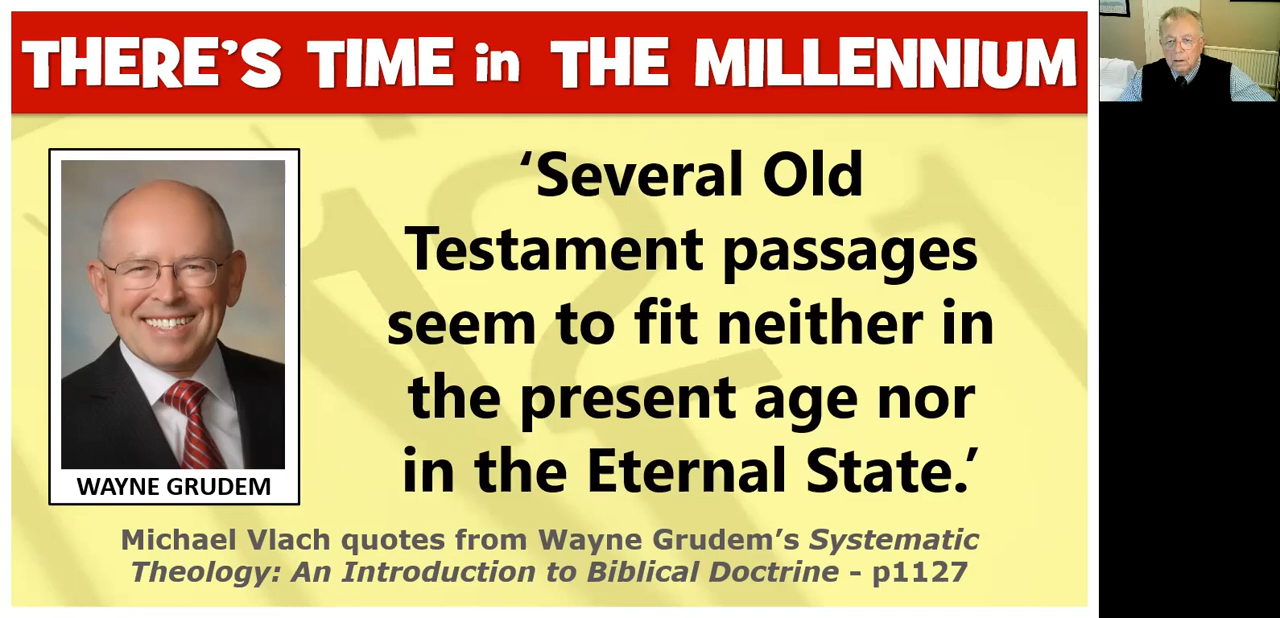 THERE’S TIME in THE MILLENNIUM
‘Several Old
Testament passages
seem to fit neither in
the present age nor
in the Eternal State.’
WAYNE GRUDEM
Michael Vlach quotes from Wayne Grudem’s Systematic
Theology: An Introduction to Biblical Doctrine - p1127